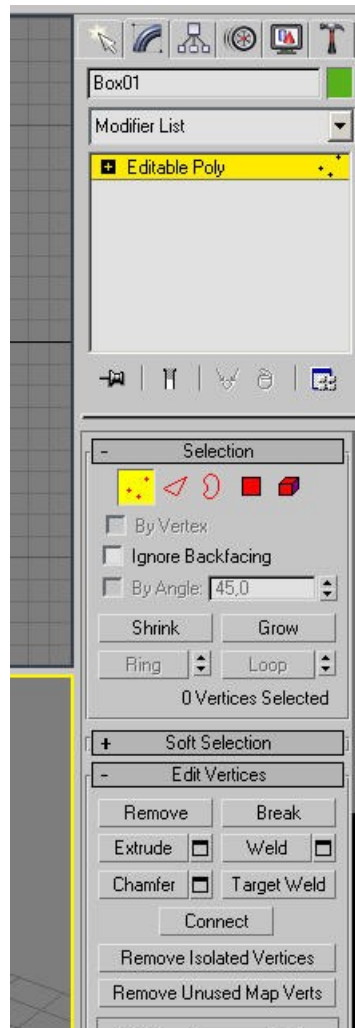 Box01
Modifier List
Editable Poly
- Selection
By Vertex
Ignore Backfacing
By Angle: 45,0
Shrink Grow
Ring Loop
0 Vertices Selected
+ Soft Selection
- Edit Vertices
Remove Break
Extrude Weld
Chamfer Target Weld
Connect
Remove Isolated Vertices
Remove Unused Map Verts